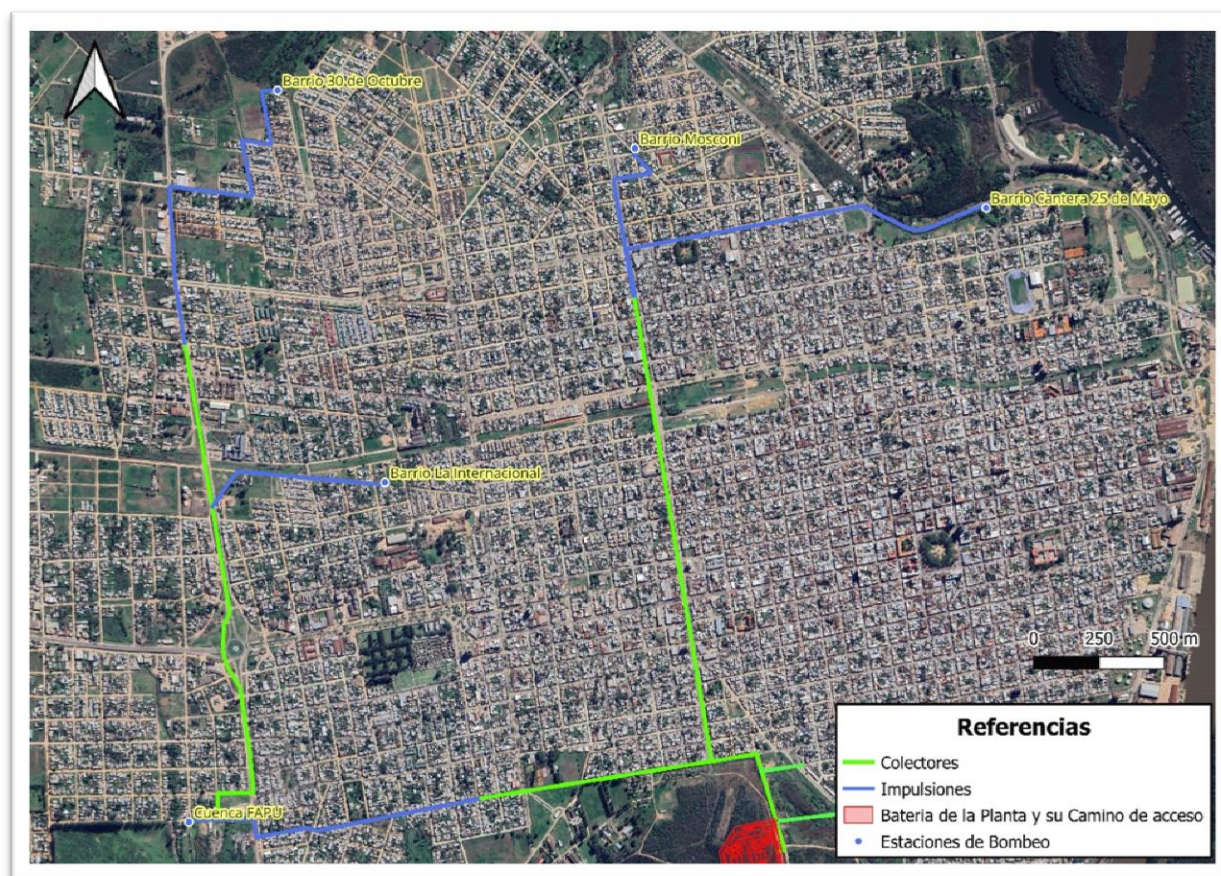 Barrio 30 de Octubre
Barrio Mosconi
Barrio Cantera 25 de Mayo
Barrio La Internacional
0 250 500 m
Referencias
Colectores
Impulsiones
Batería de la Planta y su Camino de acceso
Estaciones de Bombeo
Cuenca FAPU